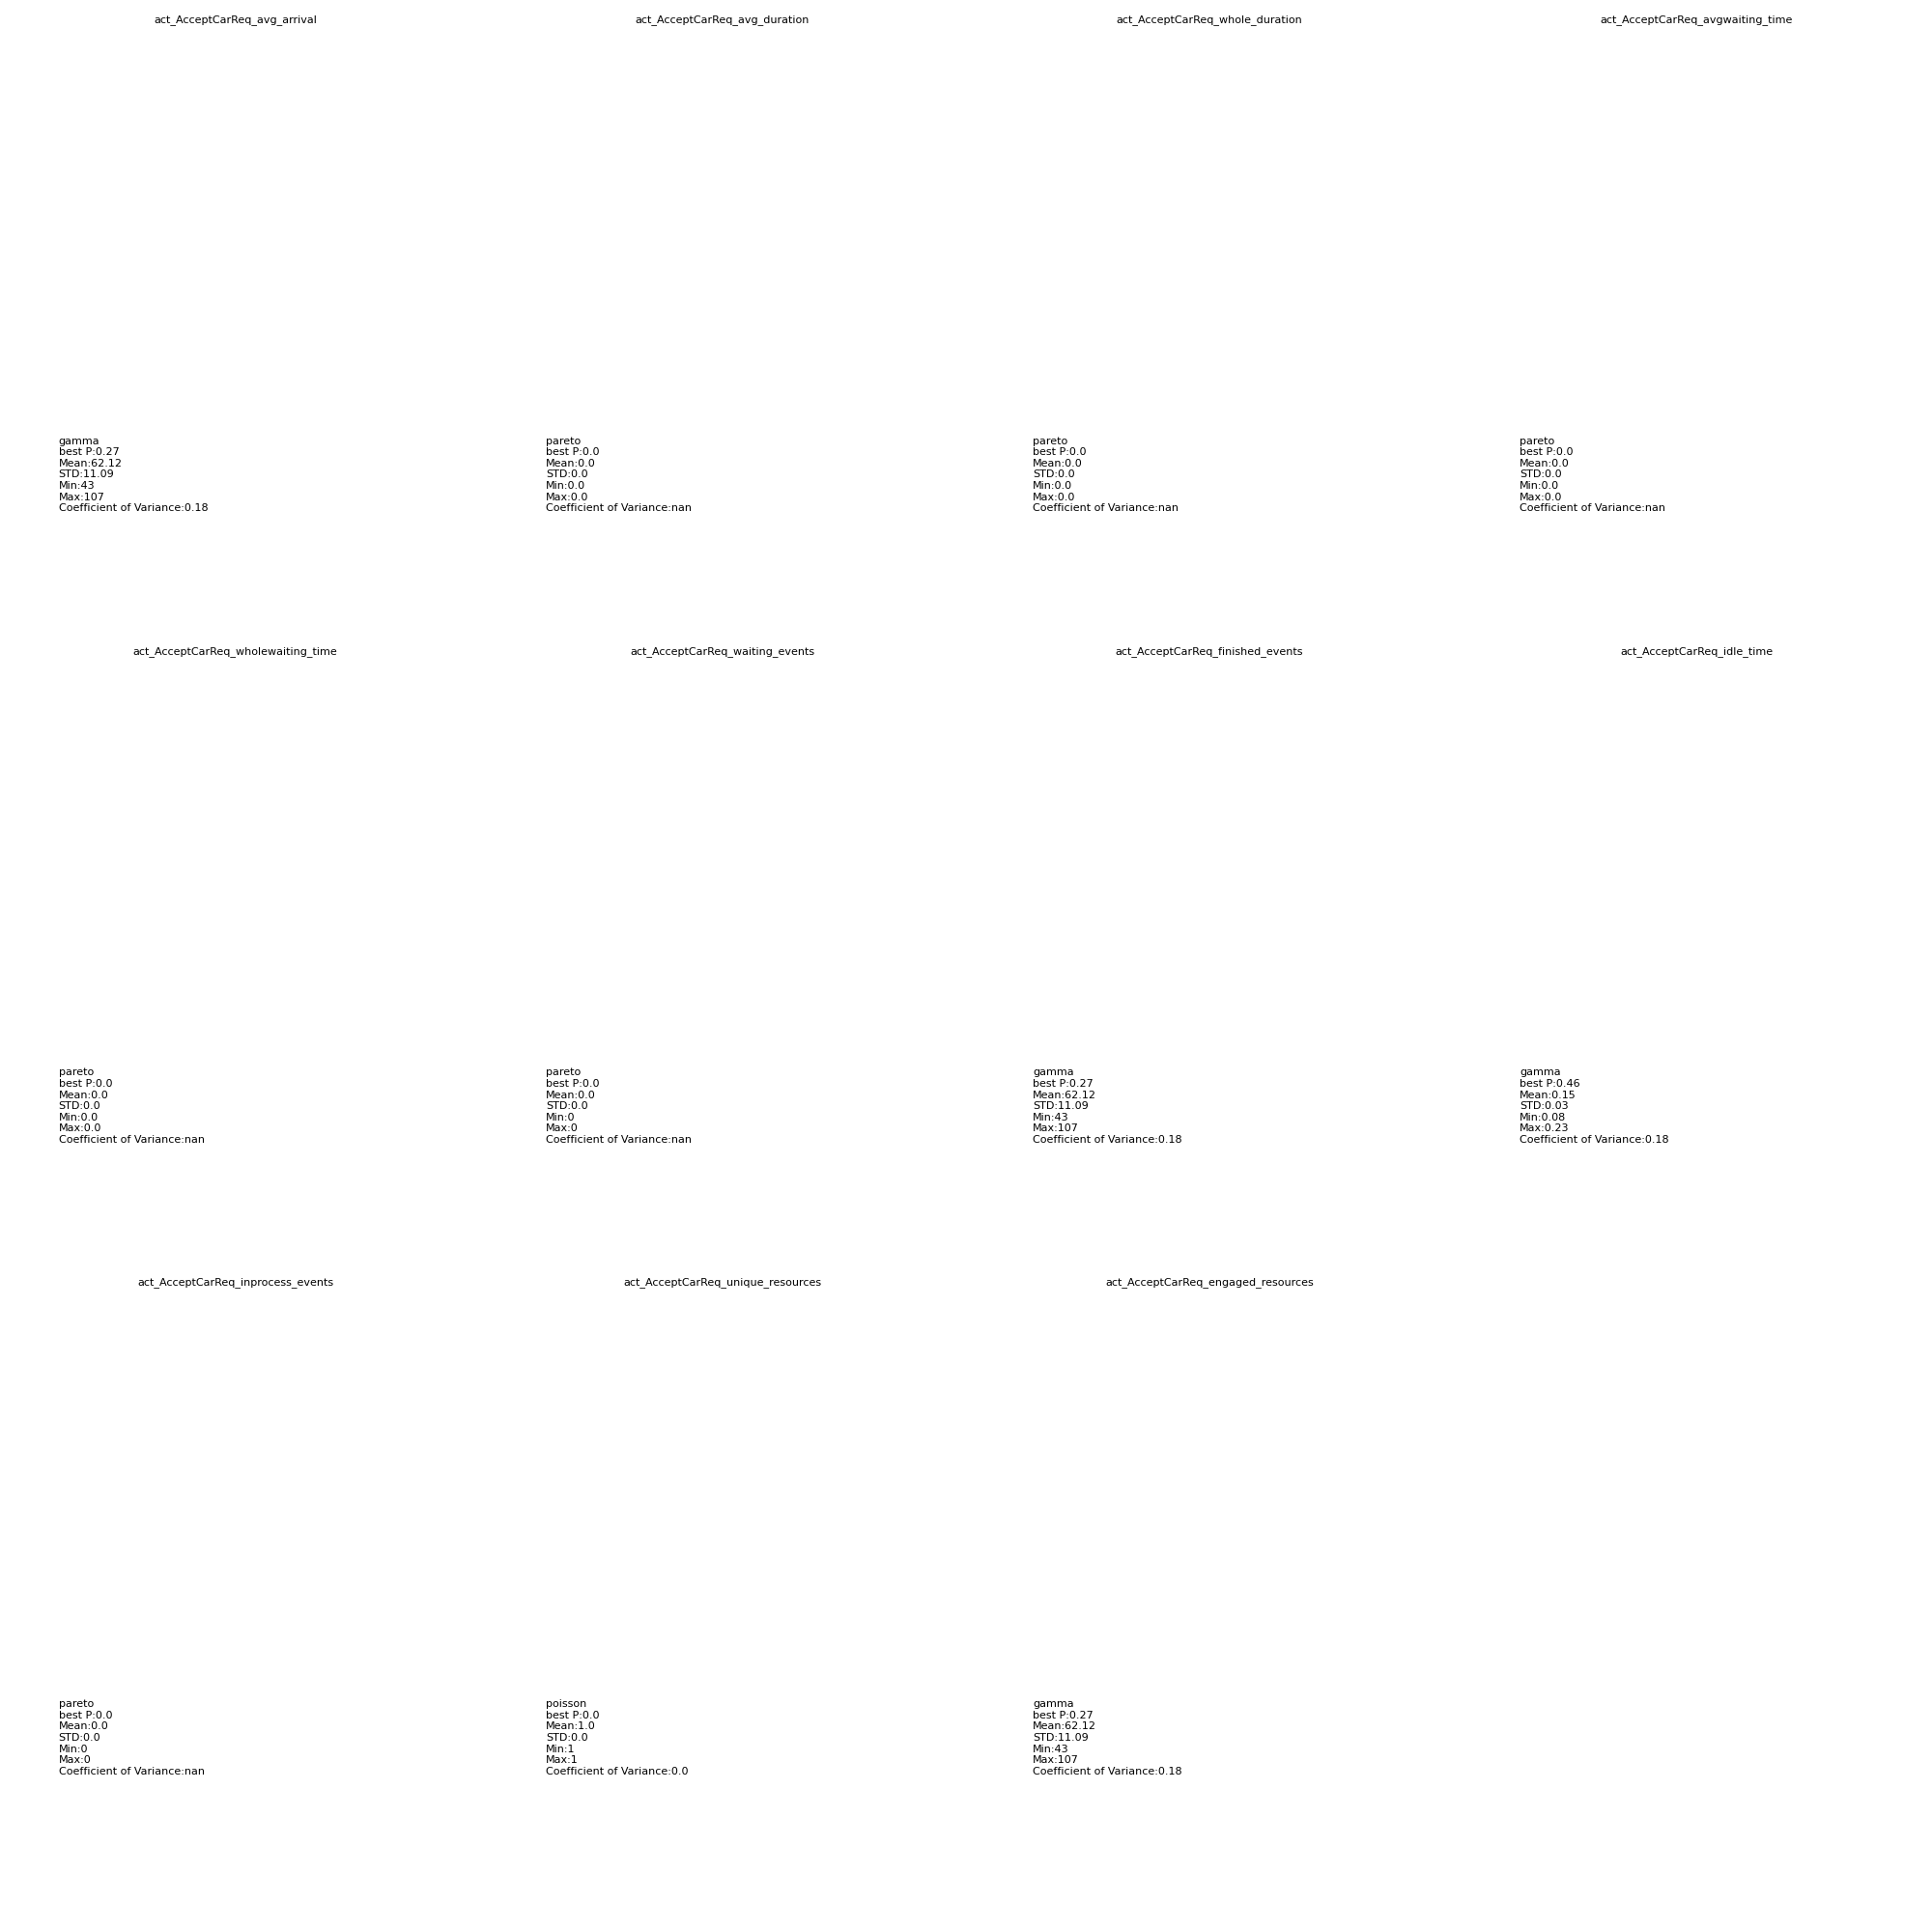 act_AcceptCarReq_avg_arrival
gamma
best P:0.27
Mean:62.12
STD:11.09
Min:43
Max:107
Coefficient of Variance:0.18
act_AcceptCarReq_avg_duration
pareto
best P:0.0
Mean:0.0
STD:0.0
Min:0.0
Max:0.0
Coefficient of Variance:nan
act_AcceptCarReq_whole_duration
pareto
best P:0.0
Mean:0.0
STD:0.0
Min:0.0
Max:0.0
Coefficient of Variance:nan
act_AcceptCarReq_avgwaiting_time
pareto
best P:0.0
Mean:0.0
STD:0.0
Min:0.0
Max:0.0
Coefficient of Variance:nan
act_AcceptCarReq_wholewaiting_time
pareto
best P:0.0
Mean:0.0
STD:0.0
Min:0.0
Max:0.0
Coefficient of Variance:nan
act_AcceptCarReq_waiting_events
pareto
best P:0.0
Mean:0.0
STD:0.0
Min:0
Max:0
Coefficient of Variance:nan
act_AcceptCarReq_finished_events
gamma
best P:0.27
Mean:62.12
STD:11.09
Min:43
Max:107
Coefficient of Variance:0.18
act_AcceptCarReq_idle_time
gamma
best P:0.46
Mean:0.15
STD:0.03
Min:0.08
Max:0.23
Coefficient of Variance:0.18
act_AcceptCarReq_inprocess_events
pareto
best P:0.0
Mean:0.0
STD:0.0
Min:0
Max:0
Coefficient of Variance:nan
act_AcceptCarReq_unique_resources
poisson
best P:0.0
Mean:1.0
STD:0.0
Min:1
Max:1
Coefficient of Variance:0.0
act_AcceptCarReq_engaged_resources
gamma
best P:0.27
Mean:62.12
STD:11.09
Min:43
Max:107
Coefficient of Variance:0.18